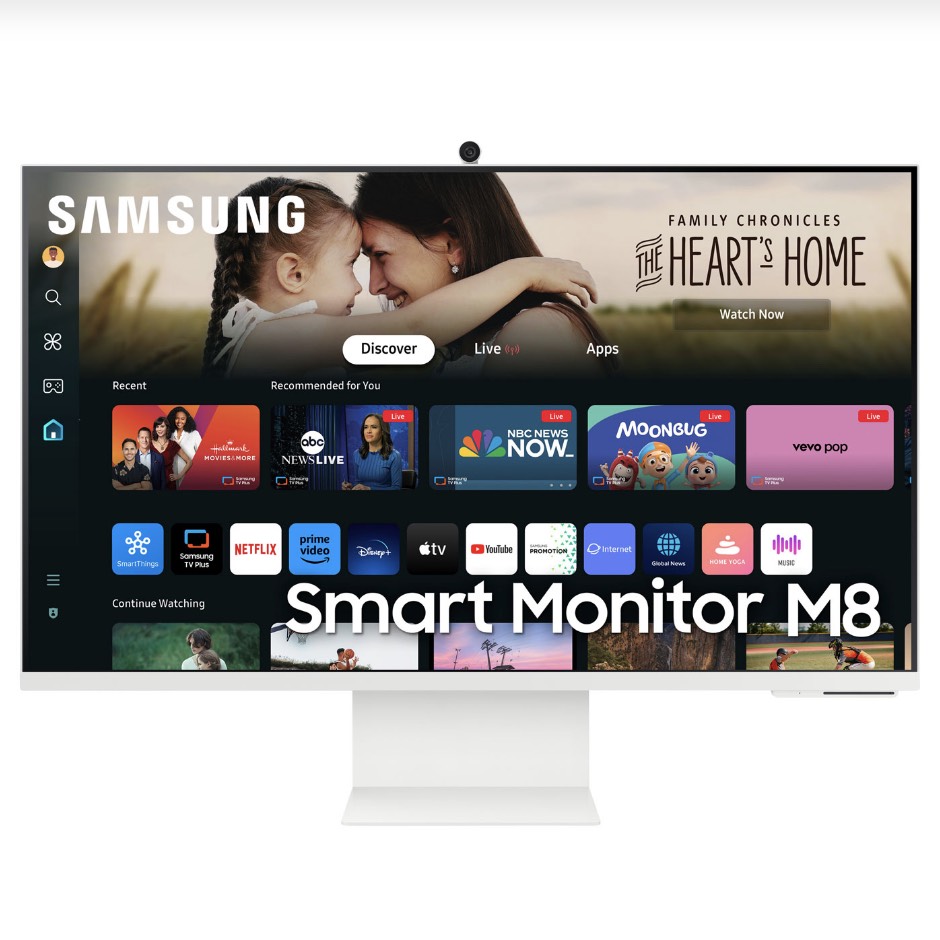 SAMSUNG
FAMILY CHRONICLES
THE HEART'S HOME
Watch Now
Discover
Live
Apps
Recent
Recommended for You
Hallmark
MOVIES & MORE
Samsung
TV Plus
Live
abc
NEWS LIVE
Samsung
TV Plus
Live
NBC NEWS
NOW
Samsung
TV Plus
Live
MOONBUG
Samsung
TV Plus
Live
vevo pop
Samsung
TV Plus
SmartThings
Samsung
TV Plus
NETFLIX
prime
video
Disney+
tv
YouTube
SAMSUNG
PROMOTION
Internet
Global News
HOME YOGA
MUSIC
Continue Watching
Smart Monitor M8